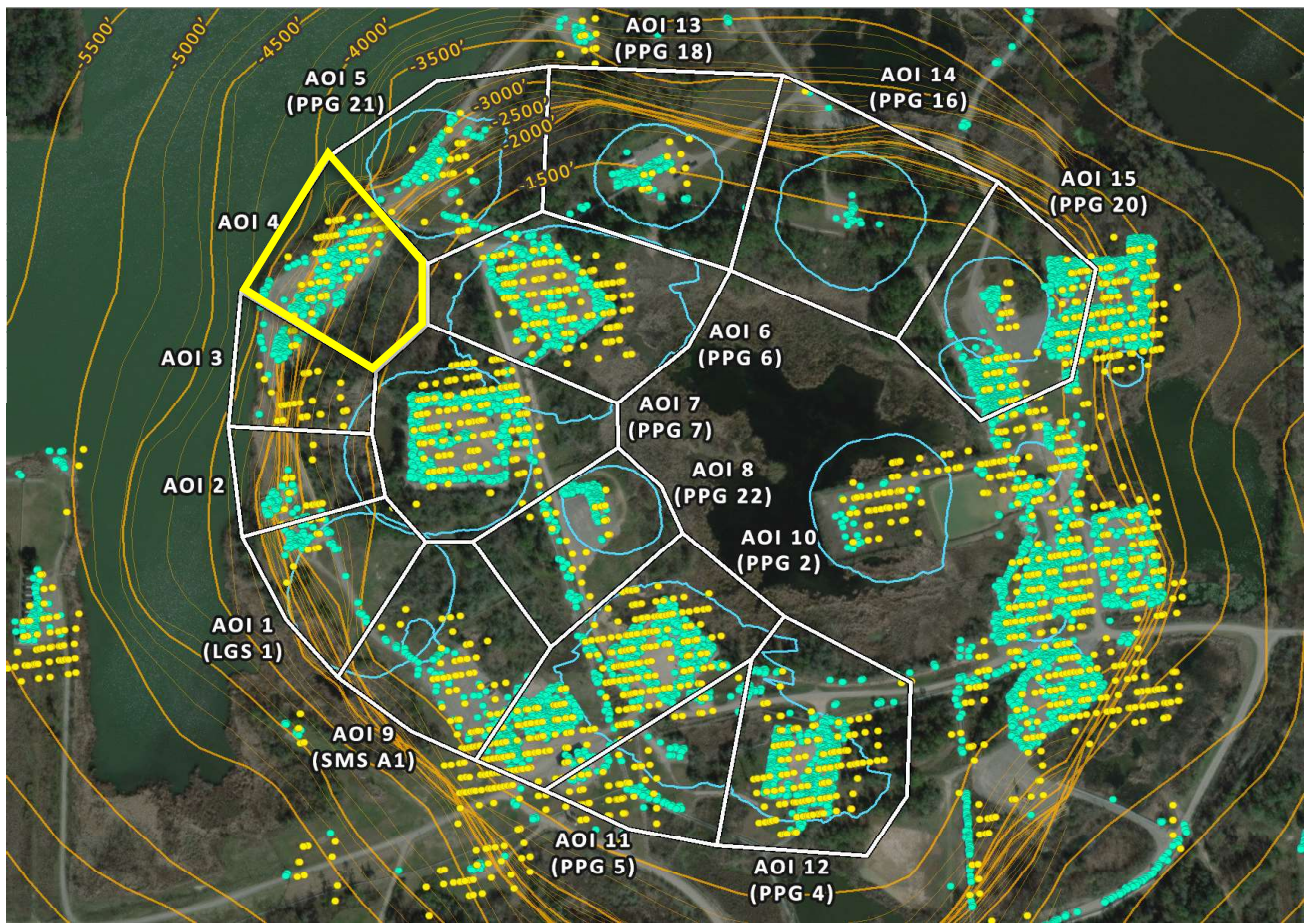 -5500'
-5000'
-4500'
-4000'
-3500'
-3000'
-2500'
-2000'
-1500'
AOI 13
(PPG 18)
AOI 5
(PPG 21)
AOI 14
(PPG 16)
AOI 15
(PPG 20)
AOI 4
AOI 3
AOI 6
(PPG 6)
AOI 7
(PPG 7)
AOI 8
(PPG 22)
AOI 2
AOI 10
(PPG 2)
AOI 1
(LGS 1)
AOI 9
(SMS A1)
AOI 11
(PPG 5)
AOI 12
(PPG 4)